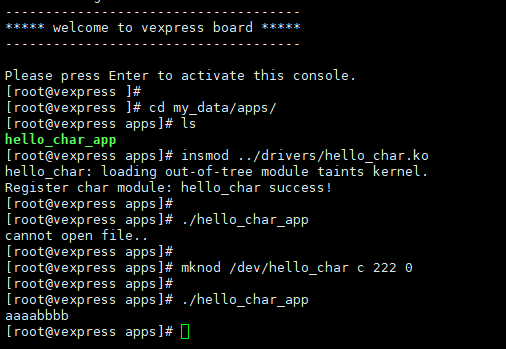 -------------------------------------
***** welcome to vexpress board *****
-------------------------------------
Please press Enter to activate this console.
[root@vexpress ]#
[root@vexpress ]# cd my_data/apps/
[root@vexpress apps]# ls
hello_char_app
[root@vexpress apps]# insmod ../drivers/hello_char.ko
hello_char: loading out-of-tree module taints kernel.
Register char module: hello_char success!
[root@vexpress apps]#
[root@vexpress apps]# ./hello_char_app
cannot open file..
[root@vexpress apps]#
[root@vexpress apps]# mknod /dev/hello_char c 222 0
[root@vexpress apps]#
[root@vexpress apps]# ./hello_char_app
aaaabbbb
[root@vexpress apps]#